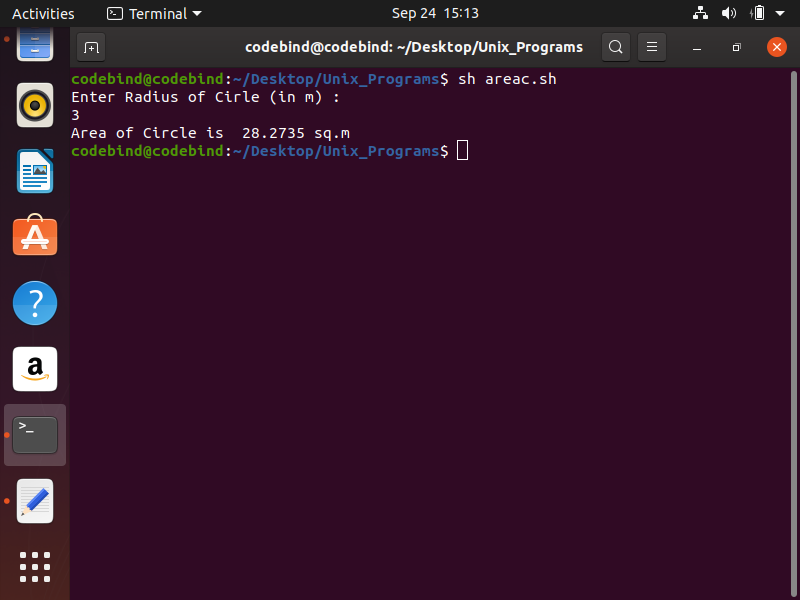 Activities Terminal Sep 24 15:13
codebind@codebind: ~/Desktop/Unix_Programs
codebind@codebind:~/Desktop/Unix_Programs$ sh areac.sh
Enter Radius of Cirle (in m) :
3
Area of Circle is  28.2735 sq.m
codebind@codebind:~/Desktop/Unix_Programs$
?
a
>_